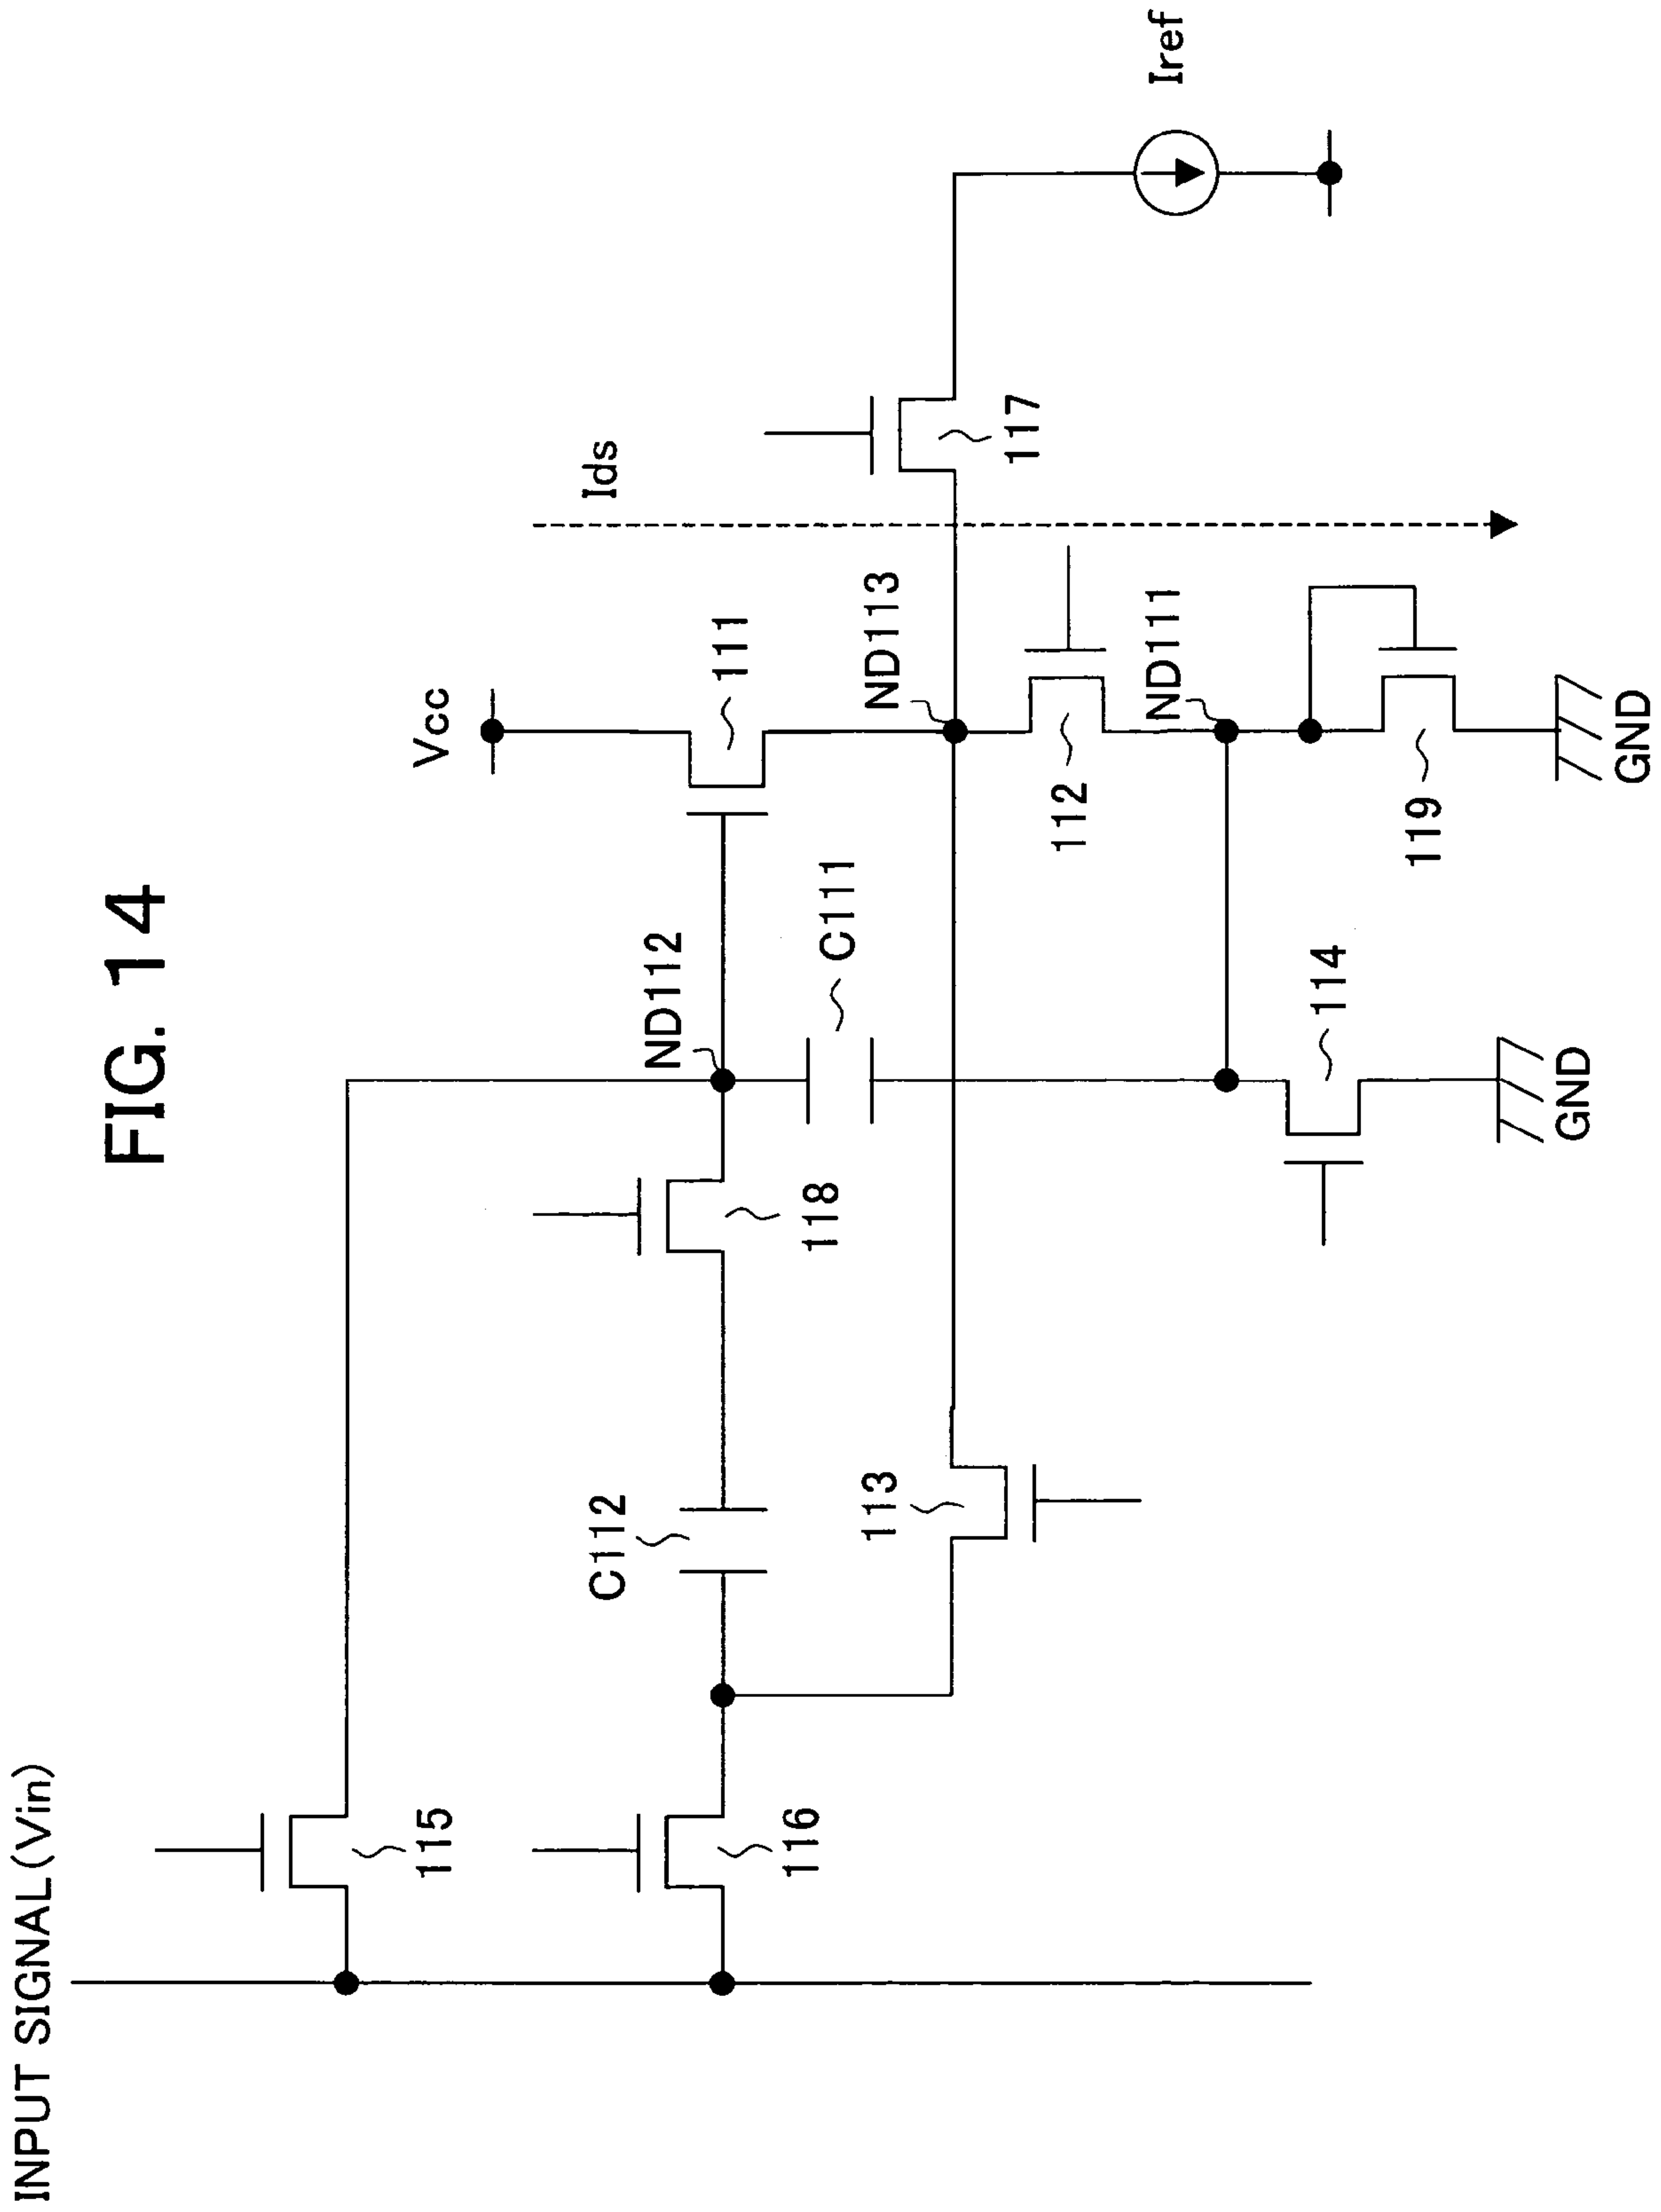 FIG. 14
INPUT SIGNAL(Vin)
Vcc
Ids
Iref
115
ND112
111
C112
118
C111
ND113
117
116
113
112
ND111
114
119
GND
GND